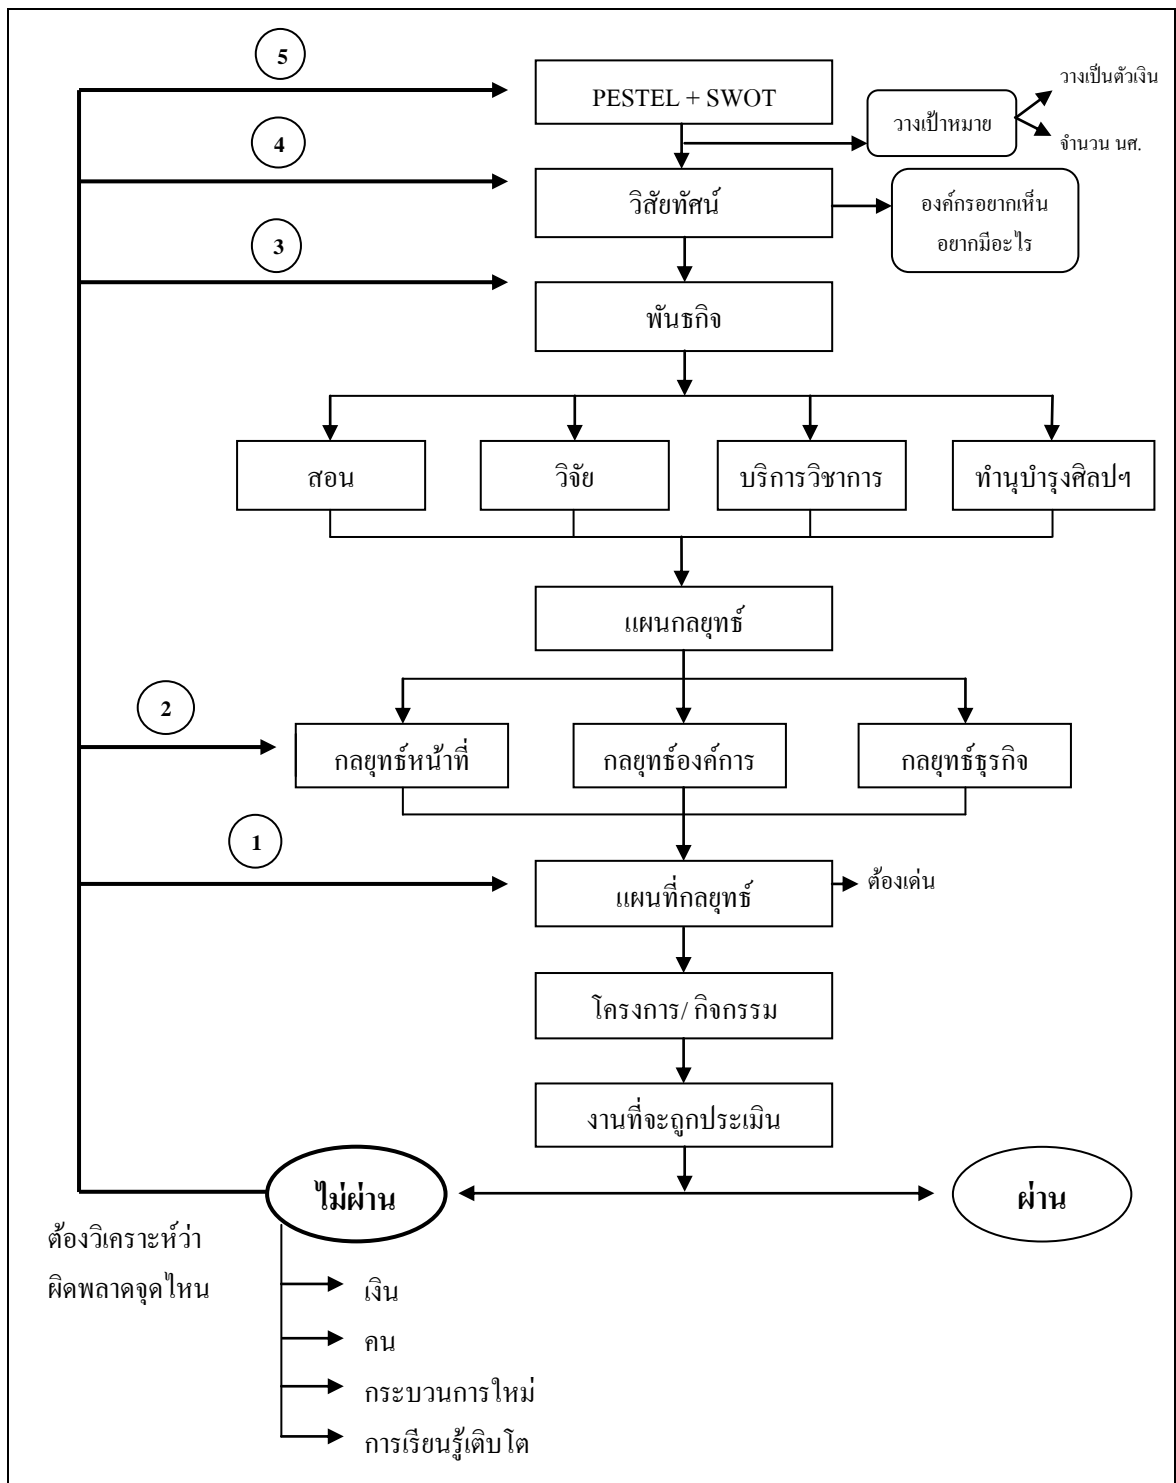 5
PESTEL + SWOT
วางเป้าหมาย
วางเป็นตัวเงิน
จำนวน นศ.
4
วิสัยทัศน์
องค์กรอยากเห็น
อยากมีอะไร
3
พันธกิจ
สอน
วิจัย
บริการวิชาการ
ทำนุบำรุงศิลปฯ
แผนกลยุทธ์
2
กลยุทธ์หน้าที่
กลยุทธ์องค์การ
กลยุทธ์ธุรกิจ
1
แผนที่กลยุทธ์
ต้องเด่น
โครงการ/ กิจกรรม
งานที่จะถูกประเมิน
ไม่ผ่าน
ผ่าน
ต้องวิเคราะห์ว่า
ผิดพลาดจุดไหน
เงิน
คน
กระบวนการใหม่
การเรียนรู้เติบโต